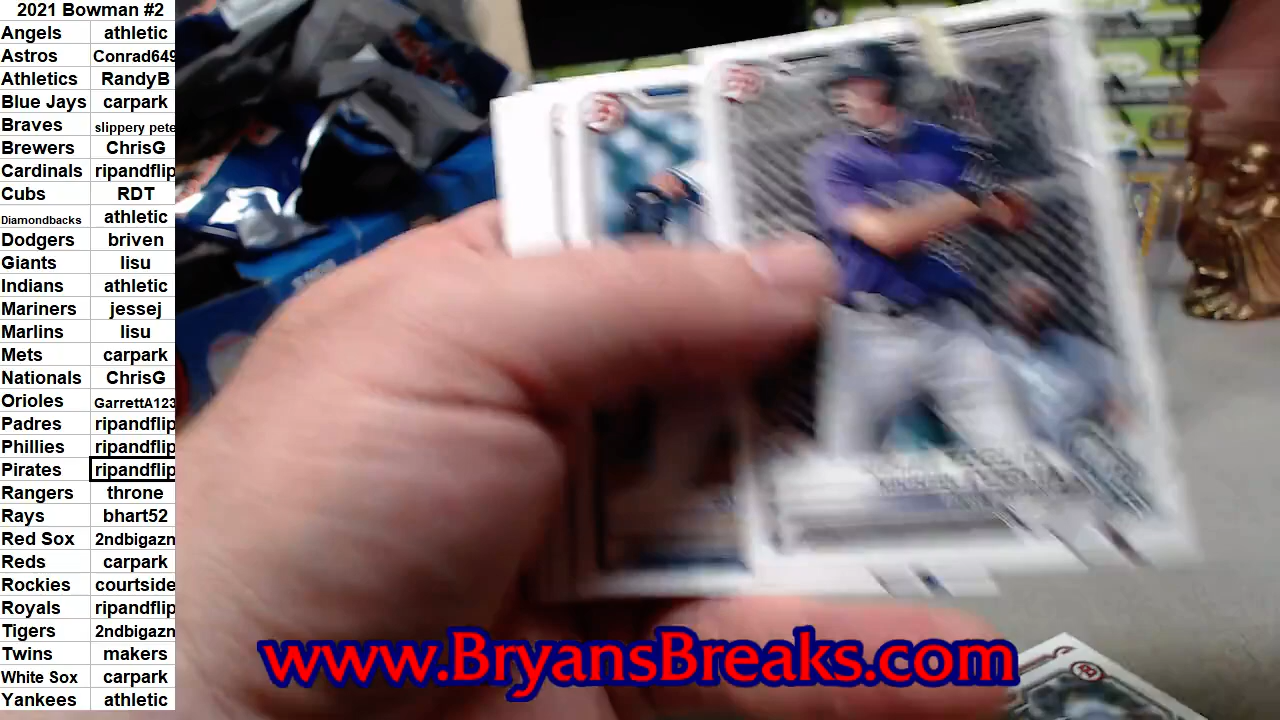 2021 Bowman #2
Angels athletic
Astros Conrad649
Athletics RandyB
Blue Jays carpark
Braves slippery pete
Brewers ChrisG
Cardinals ripandflip
Cubs RDT
Diamondbacks athletic
Dodgers briven
Giants lisu
Indians athletic
Mariners jessej
Marlins lisu
Mets carpark
Nationals ChrisG
Orioles GarrettA123
Padres ripandflip
Phillies ripandflip
Pirates ripandflip
Rangers throne
Rays bhart52
Red Sox 2ndbigazn
Reds carpark
Rockies courtside
Royals ripandflip
Tigers 2ndbigazn
Twins makers
White Sox carpark
Yankees athletic
www.BryansBreaks.com